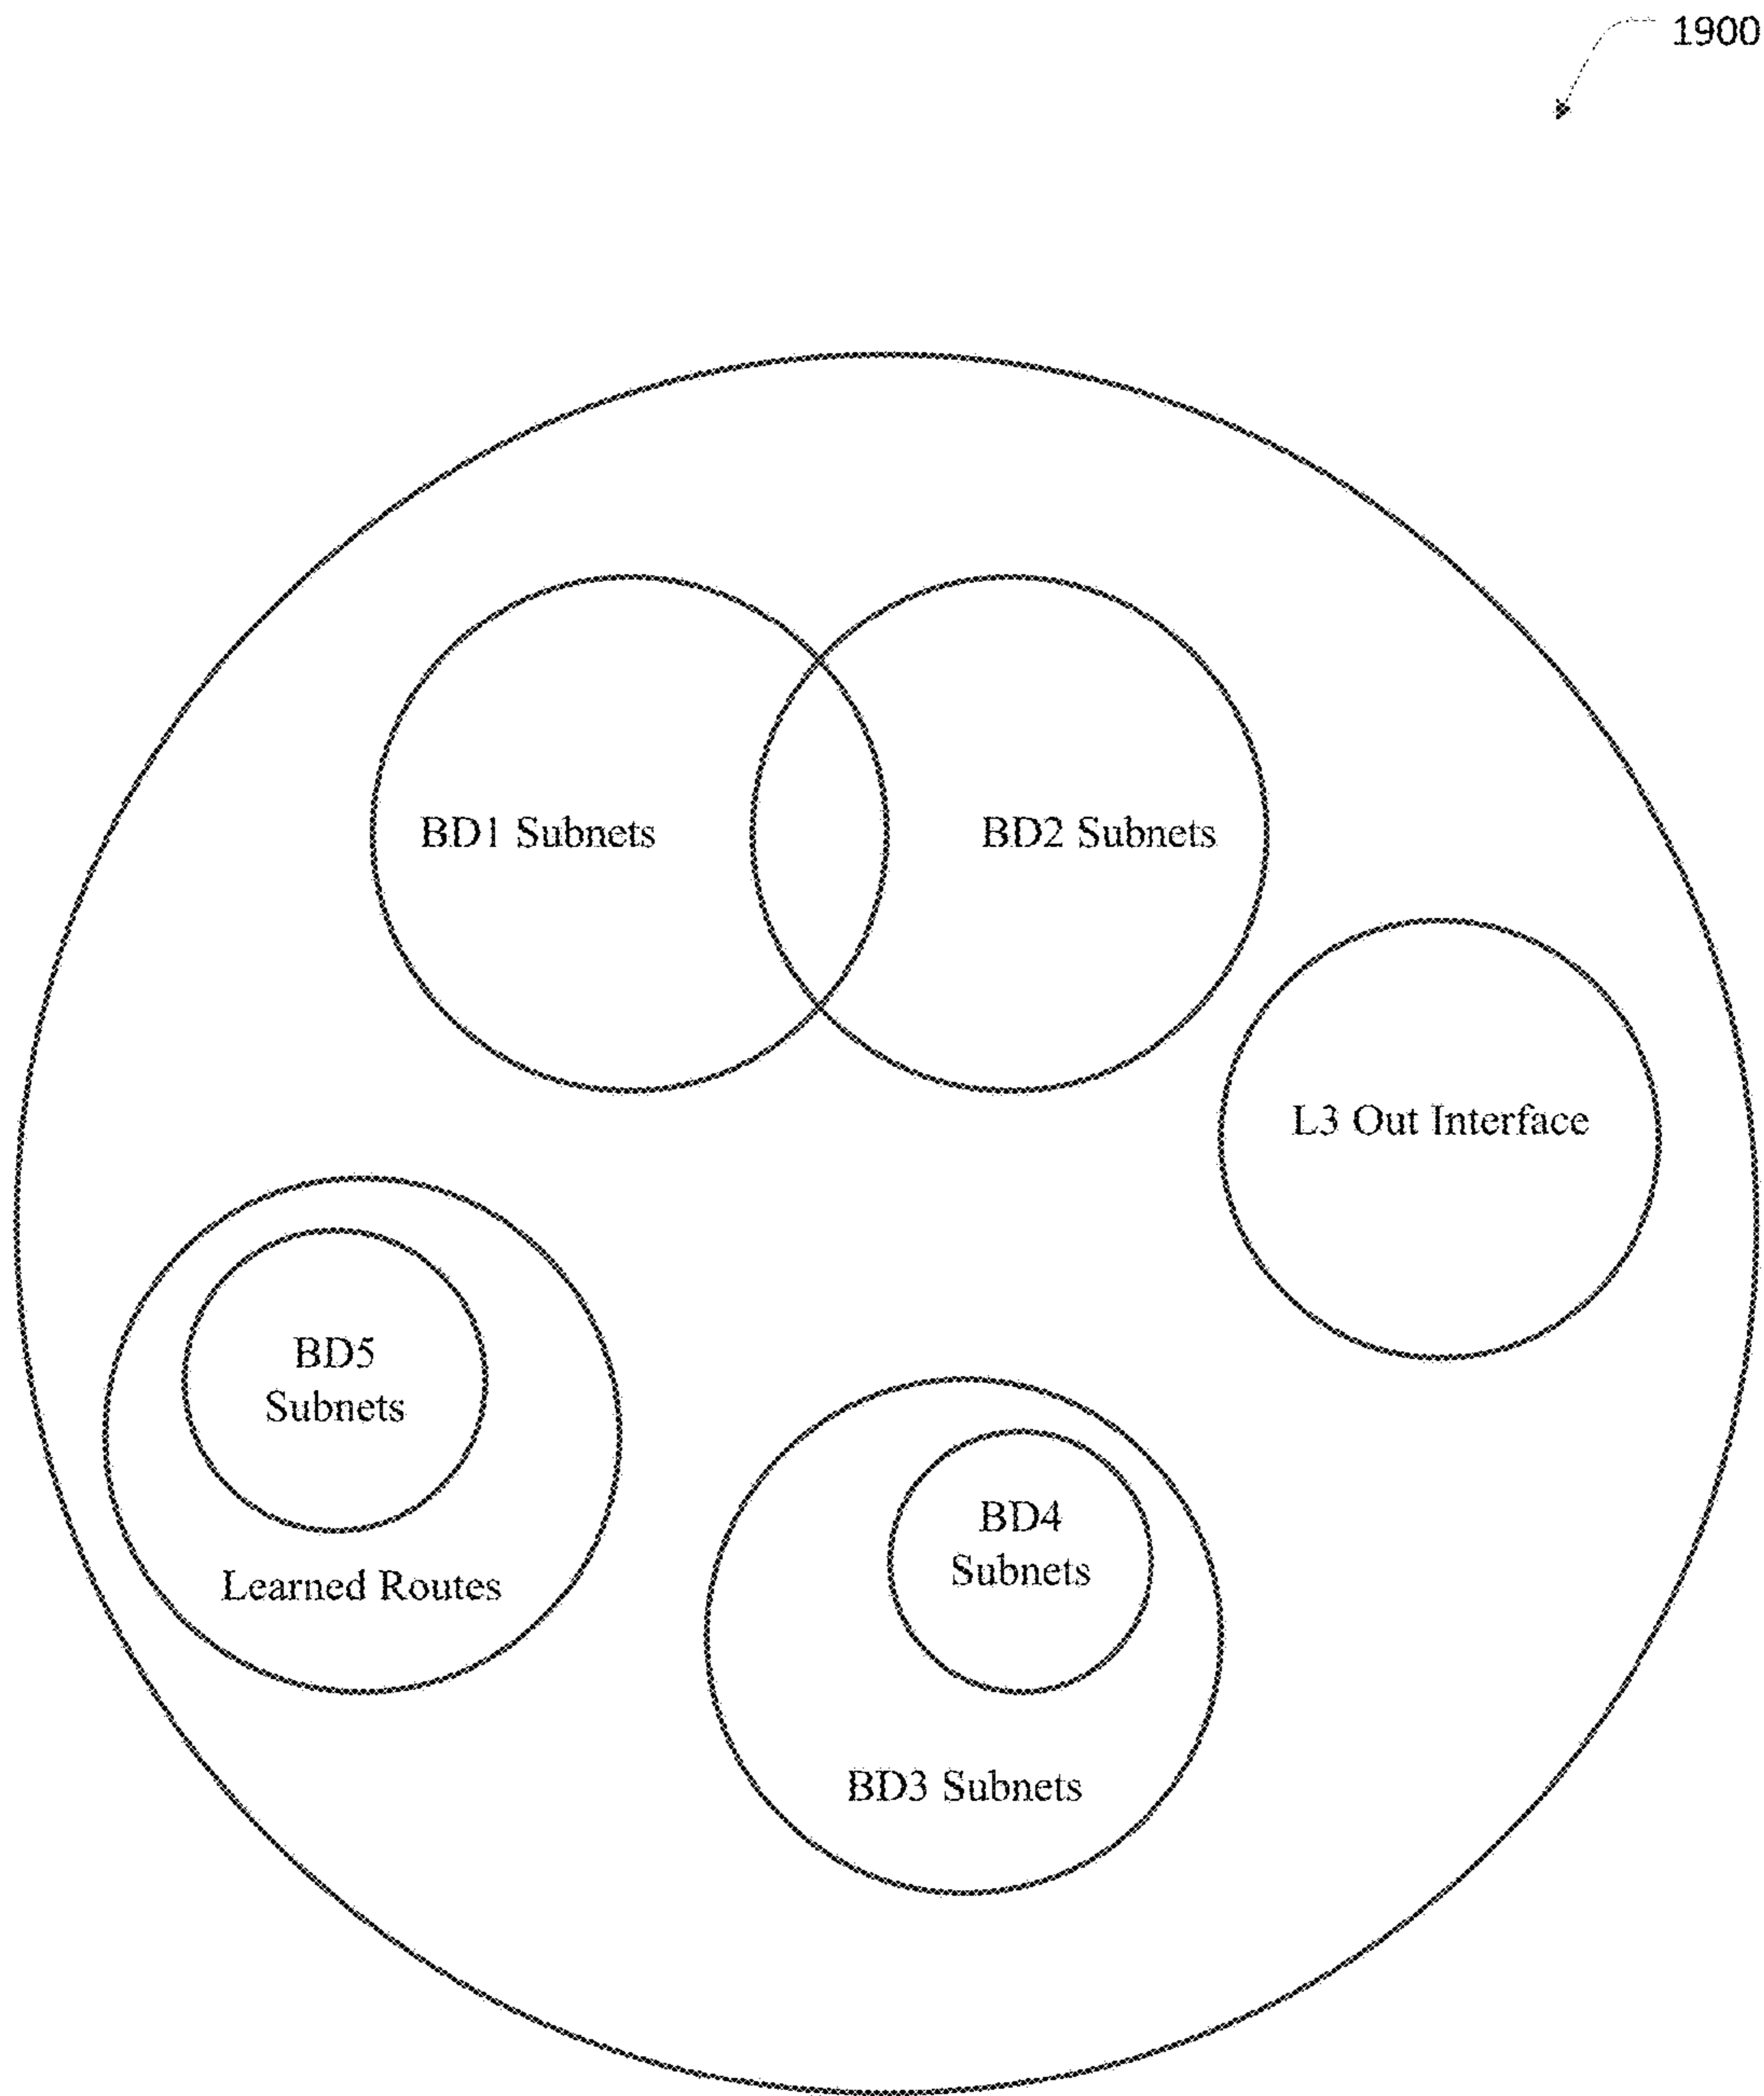 1900
BD1 Subnets
BD2 Subnets
L3 Out Interface
BD5
Subnets
Learned Routes
BD4
Subnets
BD3 Subnets